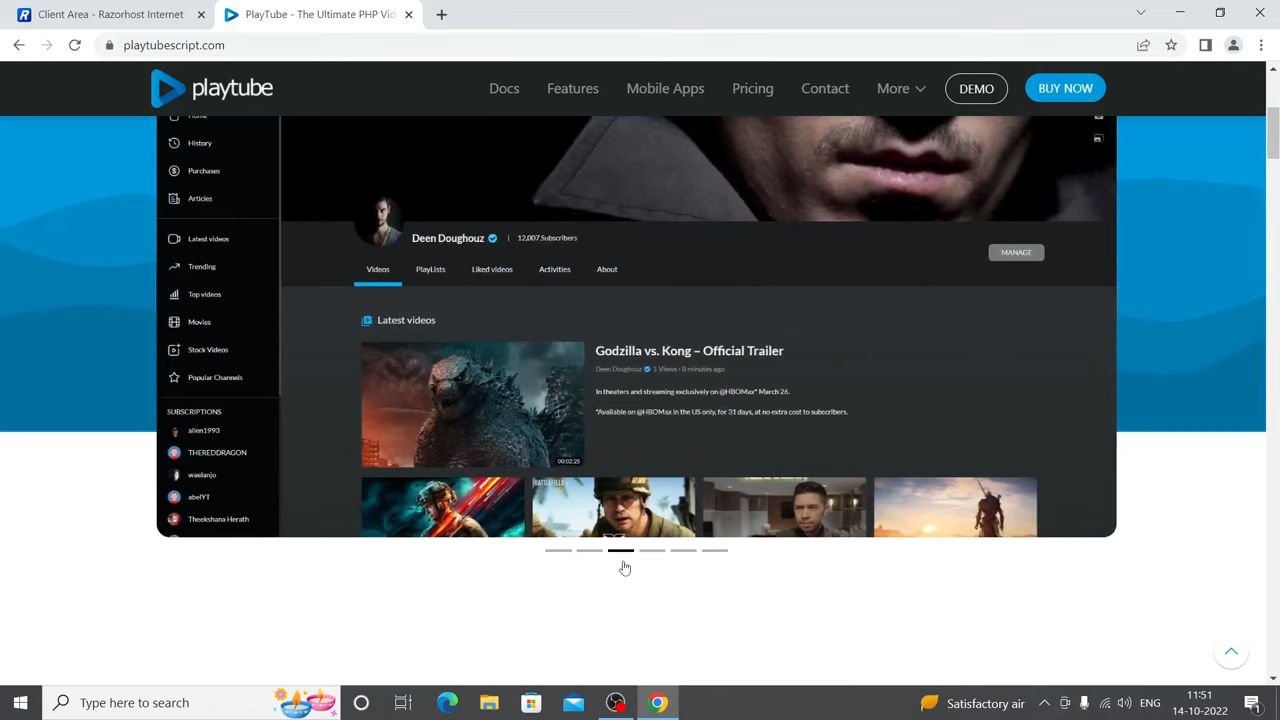 Client Area - Razorhost Internet
PlayTube - The Ultimate PHP Vid
playtubescript.com
playtube
Docs
Features
Mobile Apps
Pricing
Contact
More
DEMO
BUY NOW
Home
History
Purchases
Articles
Latest videos
Trending
Top videos
Movies
Stock Videos
Popular Channels
SUBSCRIPTIONS
allen1993
THEREDDRAGON
waelanjo
abelYT
Theekshana Herath
Deen Doughouz | 12,007 Subscribers
MANAGE
Videos PlayLists Liked videos Activities About
Latest videos
Godzilla vs. Kong – Official Trailer
Deen Doughouz 1 Views • 8 minutes ago
In theaters and streaming exclusively on @HBOMax* March 26.
*Available on @HBOMax in the US only, for 31 days, at no extra cost to subscribers.
00:02:25
BATTLEFIELD
Type here to search
Satisfactory air
ENG
11:51
14-10-2022
1